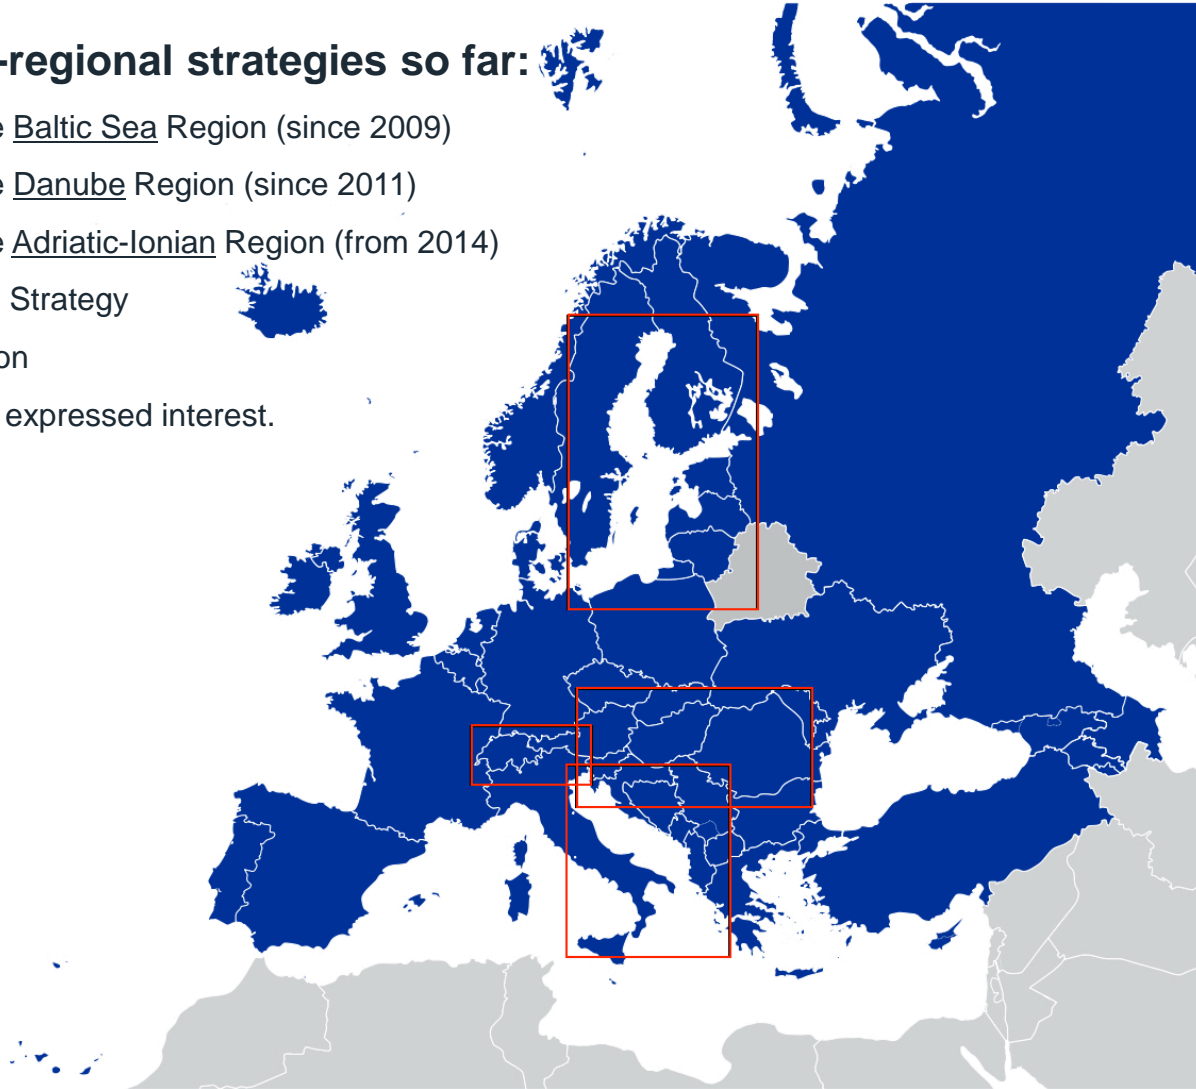 -regional strategies so far:
e Baltic Sea Region (since 2009)
e Danube Region (since 2011)
e Adriatic-Ionian Region (from 2014)
Strategy
on
expressed interest.